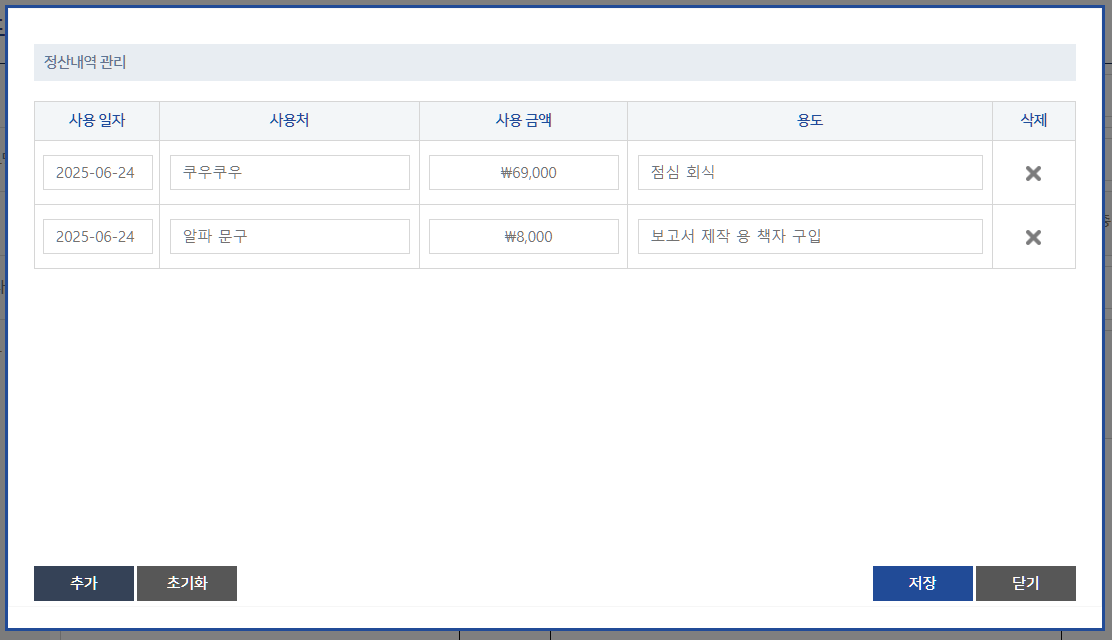 정산내역 관리
사용 일자 사용처 사용 금액 용도 삭제
2025-06-24 쿠우쿠우 ₩69,000 점심 회식
2025-06-24 알파 문구 ₩8,000 보고서 제작 용 책자 구입
추가 초기화 저장 닫기